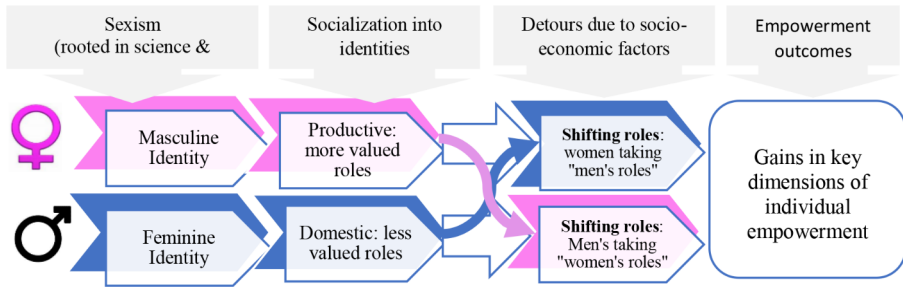 Sexism
(rooted in science &
Socialization into
identities
Detours due to socio-
economic factors
Empowerment
outcomes
Masculine
Identity
Productive:
more valued
roles
Shifting roles:
women taking
"men's roles"
Feminine
Identity
Domestic: less
valued roles
Shifting roles:
Men's taking
"women's roles"
Gains in key
dimensions of
individual
empowerment